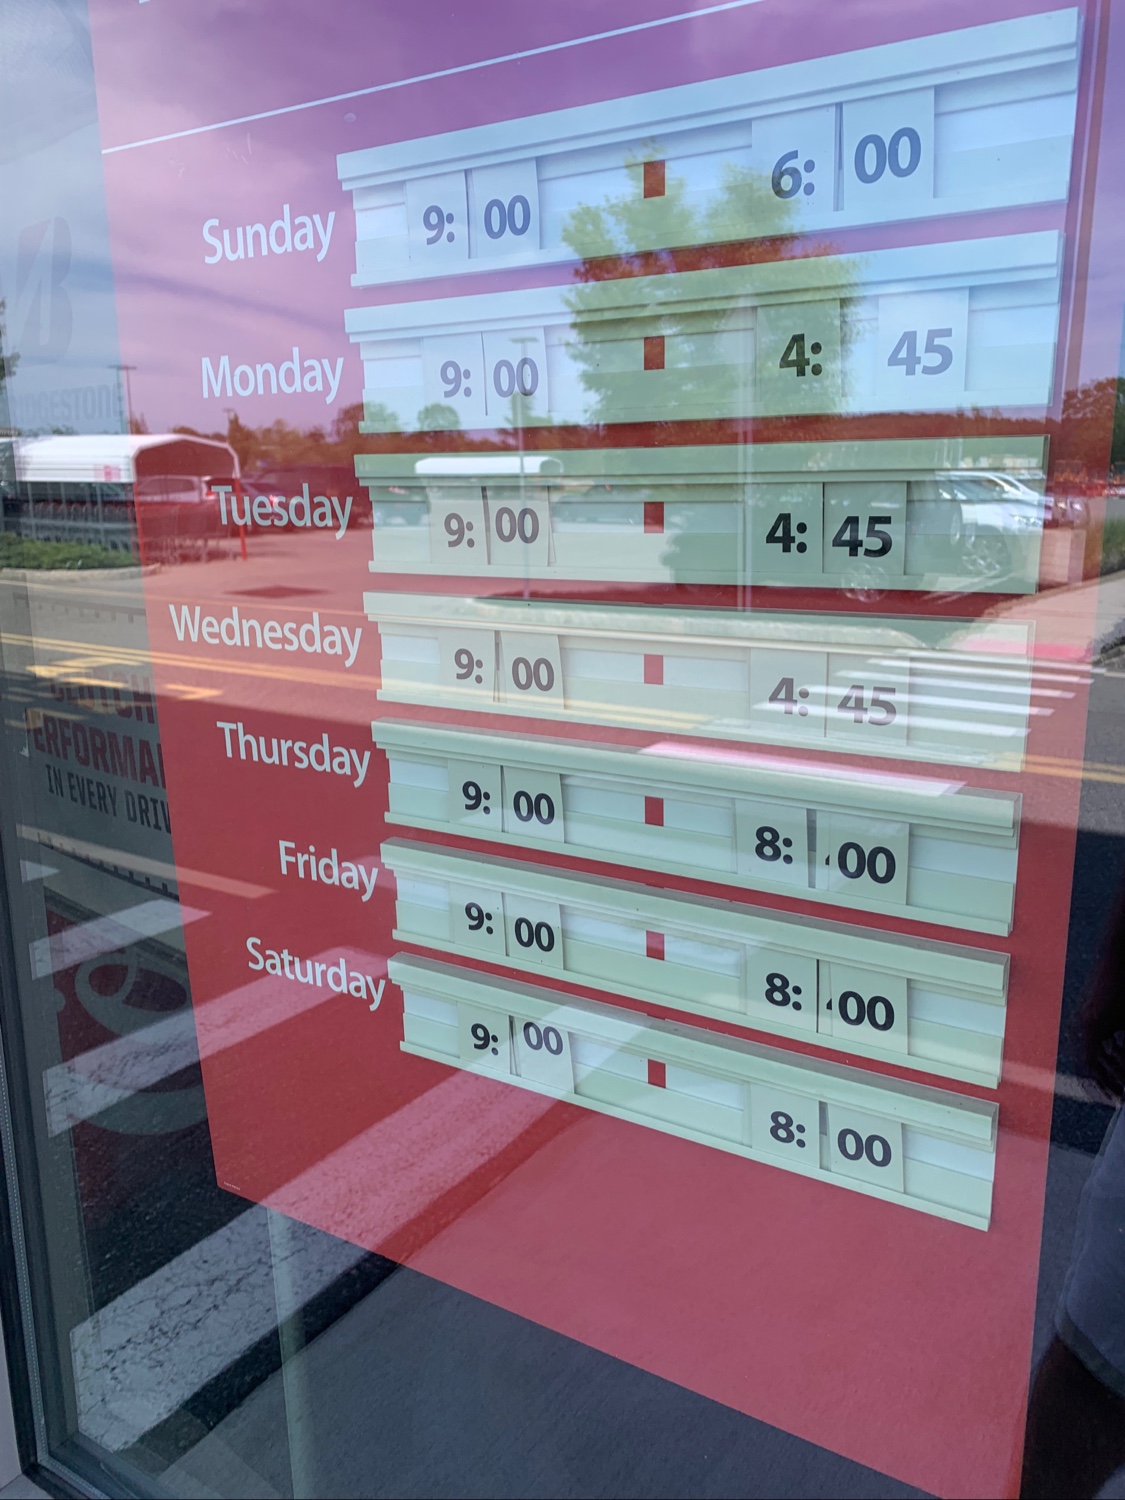 Sunday 9: 00 6: 00
Monday 9: 00 4: 45
Tuesday 9: 00 4: 45
Wednesday 9: 00 4: 45
Thursday 9: 00 8: 00
Friday 9: 00 8: 00
Saturday 9: 00 8: 00
IN EVERY